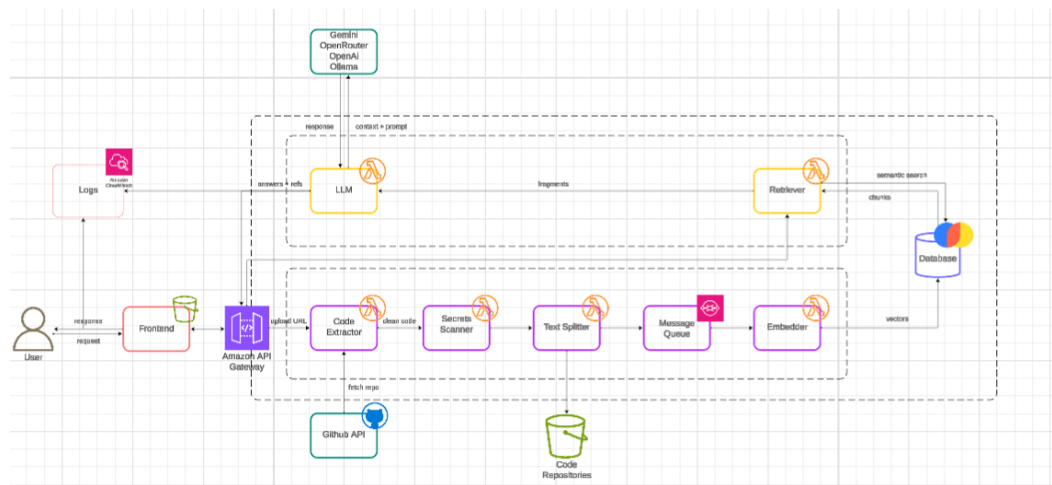 Gemini
OpenRouter
OpenAI
Ollama
response
context + prompt
Logs
Amazon
CloudWatch
answers + refs
LLM
fragments
Retriever
semantic search
chunks
Database
User
response
request
Frontend
Amazon API
Gateway
upload URL
Code
Extractor
clean code
Secrets
Scanner
Text Splitter
Message
Queue
Embedder
vectors
fetch repo
Github API
Code
Repositories